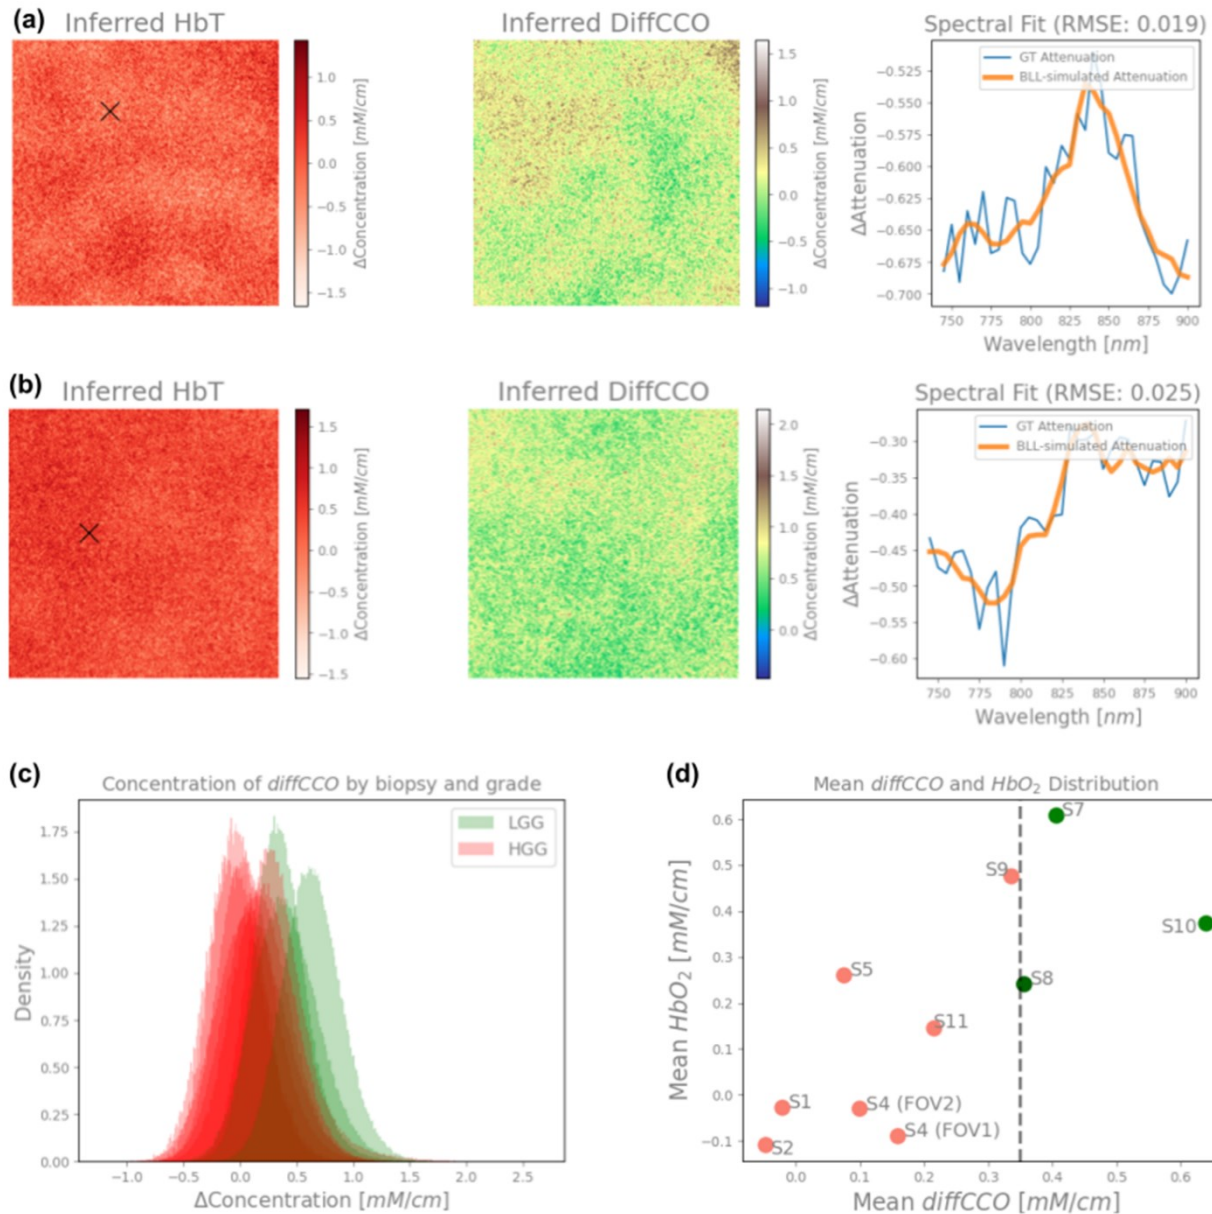 (a)
Inferred HbT
1.0
0.5
0.0
−0.5
−1.0
−1.5
ΔConcentration [mM/cm]
Inferred DiffCCO
1.5
1.0
0.5
0.0
−0.5
−1.0
ΔConcentration [mM/cm]
Spectral Fit (RMSE: 0.019)
GT Attenuation
BLL-simulated Attenuation
−0.525
−0.550
−0.575
−0.600
−0.625
−0.650
−0.675
−0.700
ΔAttenuation
750 775 800 825 850 875 900
Wavelength [nm]
(b)
Inferred HbT
1.5
1.0
0.5
0.0
−0.5
−1.0
−1.5
ΔConcentration [mM/cm]
Inferred DiffCCO
2.0
1.5
1.0
0.5
0.0
ΔConcentration [mM/cm]
Spectral Fit (RMSE: 0.025)
GT Attenuation
BLL-simulated Attenuation
−0.30
−0.35
−0.40
−0.45
−0.50
−0.55
−0.60
ΔAttenuation
750 775 800 825 850 875 900
Wavelength [nm]
(c)
Concentration of diffCCO by biopsy and grade
LGG
HGG
1.75
1.50
1.25
1.00
0.75
0.50
0.25
0.00
Density
−1.0 −0.5 0.0 0.5 1.0 1.5 2.0 2.5
ΔConcentration [mM/cm]
(d)
Mean diffCCO and HbO₂ Distribution
0.6
0.5
0.4
0.3
0.2
0.1
0.0
−0.1
Mean HbO₂ [mM/cm]
S7
S9
S10
S5
S8
S11
S1
S4 (FOV2)
S4 (FOV1)
S2
0.0 0.1 0.2 0.3 0.4 0.5 0.6
Mean diffCCO [mM/cm]